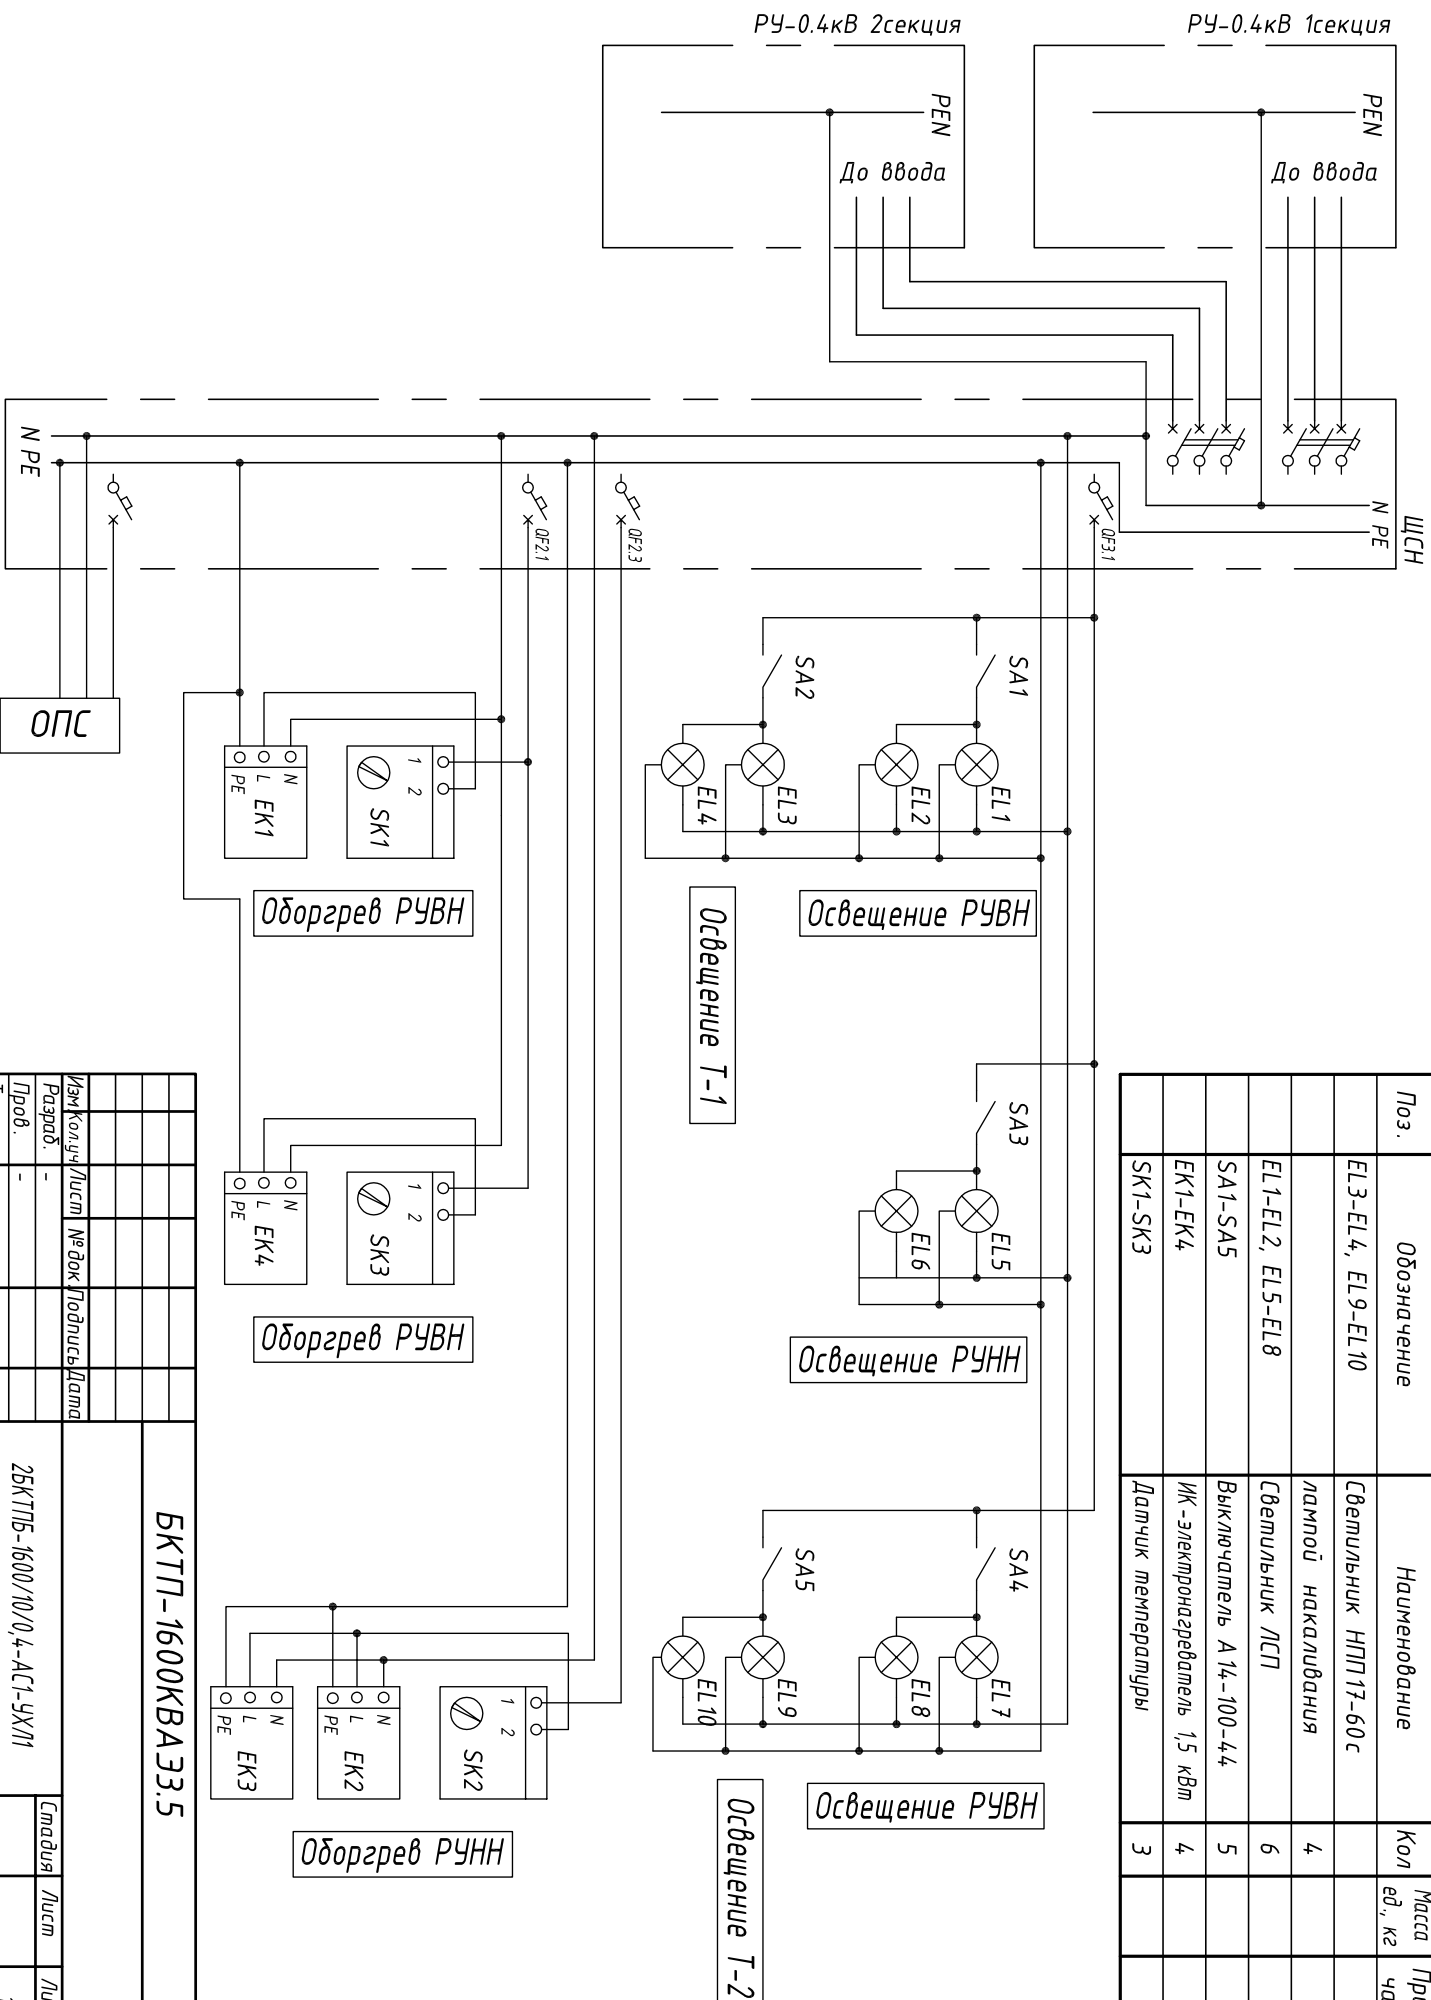 РУ-0.4кВ 2секция
РУ-0.4кВ 1секция
PEN
PEN
До ввода
До ввода
ЩСН
N
PE
N PE
QF2.1
QF2.3
QF3.1
ОПС
SA1
SA2
EL1
EL2
EL3
EL4
Освещение РУВН
Освещение Т-1
N
L
PE
EK1
1
2
SK1
Оборгрев РУВН
SA3
EL5
EL6
Освещение РУНН
N
L
PE
EK4
1
2
SK3
Оборгрев РУВН
SA4
SA5
EL7
EL8
EL9
EL10
Освещение РУВН
Освещение Т-2
1
2
SK2
N
L
PE
EK2
N
L
PE
EK3
Оборгрев РУНН
Поз. Обозначение Наименование Кол Масса ед., кг
EL3-EL4, EL9-EL10 Светильник НПП17-60 с
лампой накаливания 4
EL1-EL2, EL5-EL8 Светильник ЛСП 6
SA1-SA5 Выключатель А14-100-44 5
EK1-EK4 ИК-электронагреватель 1,5 кВт 4
SK1-SK3 Датчик температуры 3
БКТП-1600КВА.ЭЗ.5
Изм Кол.уч Лист №док Подпись Дата
Разраб. -
Пров. -
2БКТПБ-1600/10/0,4-АС1-УХЛ1
Стадия Лист